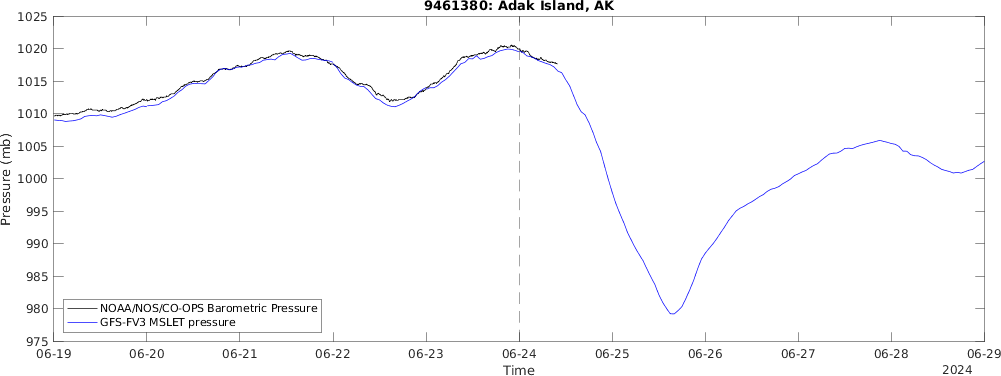 9461380: Adak Island, AK
1025
1020
1015
1010
1005
1000
995
990
985
980
975
Pressure (mb)
NOAA/NOS/CO-OPS Barometric Pressure
GFS-FV3 MSLET pressure
06-19 06-20 06-21 06-22 06-23 06-24 06-25 06-26 06-27 06-28 06-29
Time
2024